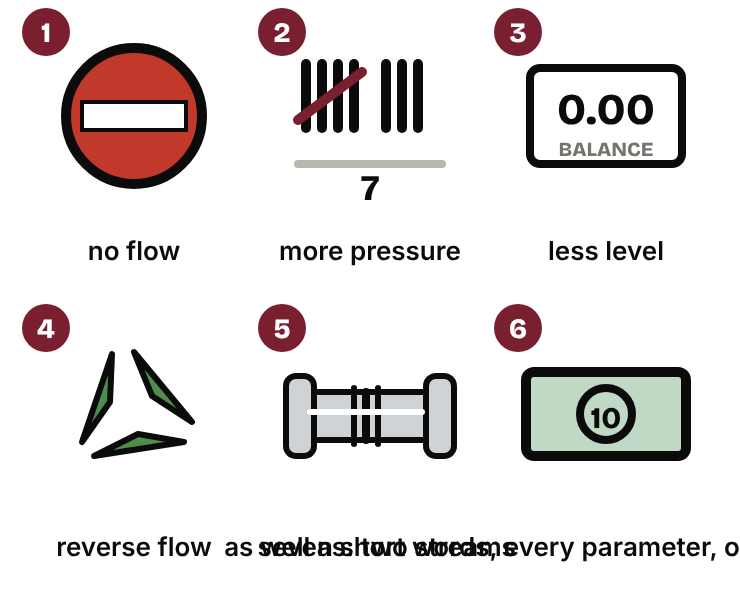 1
2
3
0.00
BALANCE
7
no flow
more pressure
less level
4
5
6
10
reverse flow
as
every parameter, o